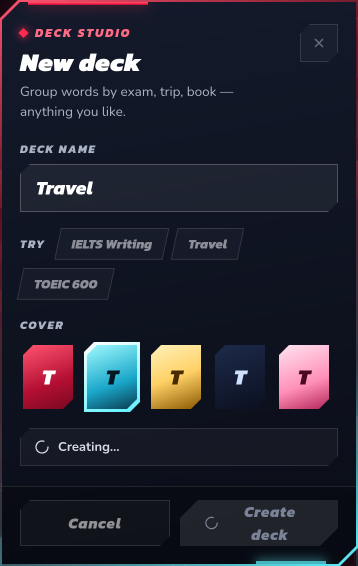 DECK STUDIO
New deck
Group words by exam, trip, book —
anything you like.
DECK NAME
Travel
TRY IELTS Writing Travel
TOEIC 600
COVER
T T T T T
Creating...
Cancel Create
deck